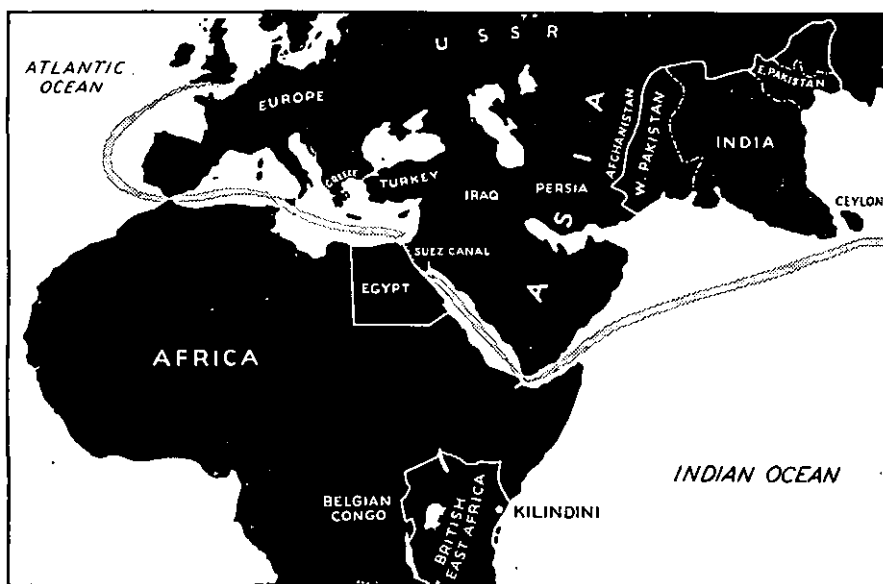 U S S R
ATLANTIC
OCEAN
EUROPE
E. PAKISTAN
AFGHANISTAN
W. PAKISTAN
INDIA
GREECE
TURKEY
IRAQ
PERSIA
ASIA
CEYLON
SUEZ CANAL
EGYPT
AFRICA
INDIAN OCEAN
BELGIAN
CONGO
BRITISH
EAST AFRICA
KILINDINI